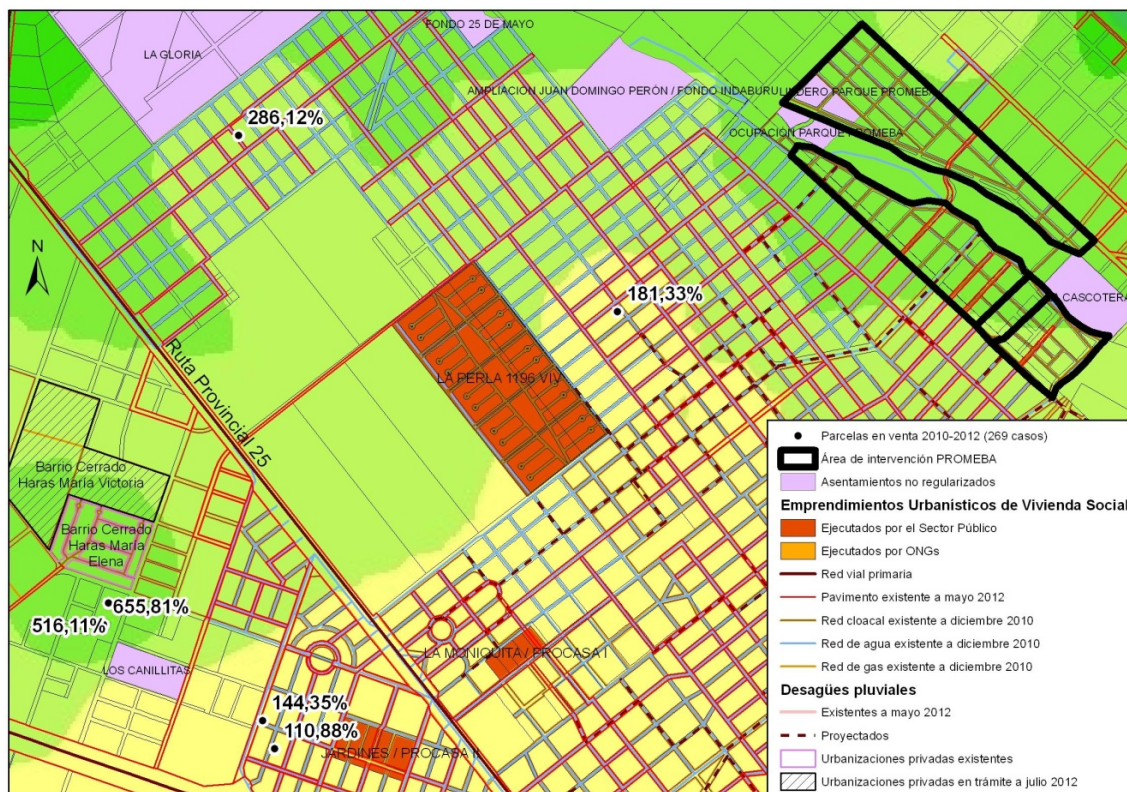 FONDO 25 DE MAYO
LA GLORIA
AMPLIACIÓN JUAN DOMINGO PERÓN / FONDO INDABURU
LINDERO PARQUE PROMEBA
OCUPACIÓN PARQUE PROMEBA
286,12%
N
181,33%
CASCOTERA
Ruta Provincial 25
LA PERLA 1196 VIV
Barrio Cerrado
Haras María Victoria
Barrio Cerrado
Haras María
Elena
655,81%
516,11%
LOS CANILLITAS
LA MONIQUITA / PROCASA I
144,35%
110,88%
JARDINES / PROCASA II
Parcelas en venta 2010-2012 (269 casos)
Área de intervención PROMEBA
Asentamientos no regularizados
Emprendimientos Urbanísticos de Vivienda Social
Ejecutados por el Sector Público
Ejecutados por ONGs
Red vial primaria
Pavimento existente a mayo 2012
Red cloacal existente a diciembre 2010
Red de agua existente a diciembre 2010
Red de gas existente a diciembre 2010
Desagües pluviales
Existentes a mayo 2012
Proyectados
Urbanizaciones privadas existentes
Urbanizaciones privadas en trámite a julio 2012